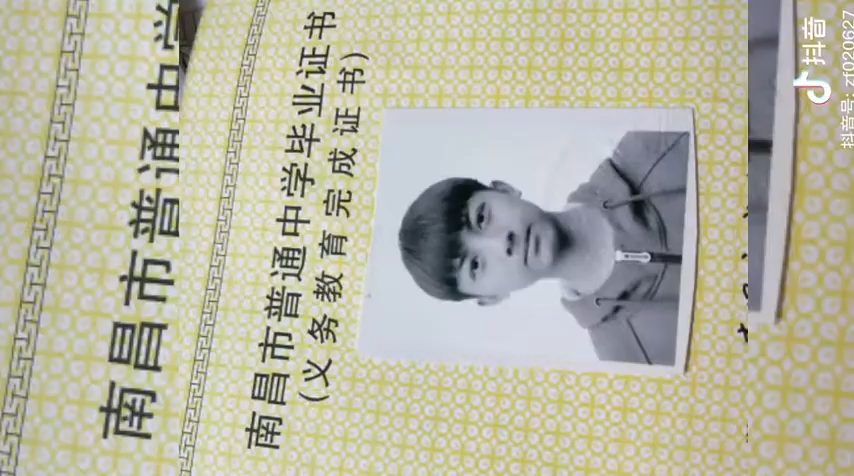 南昌市普通中学
南昌市普通中学毕业证书
(义务教育完成证书)
抖音
抖音号: zf020627